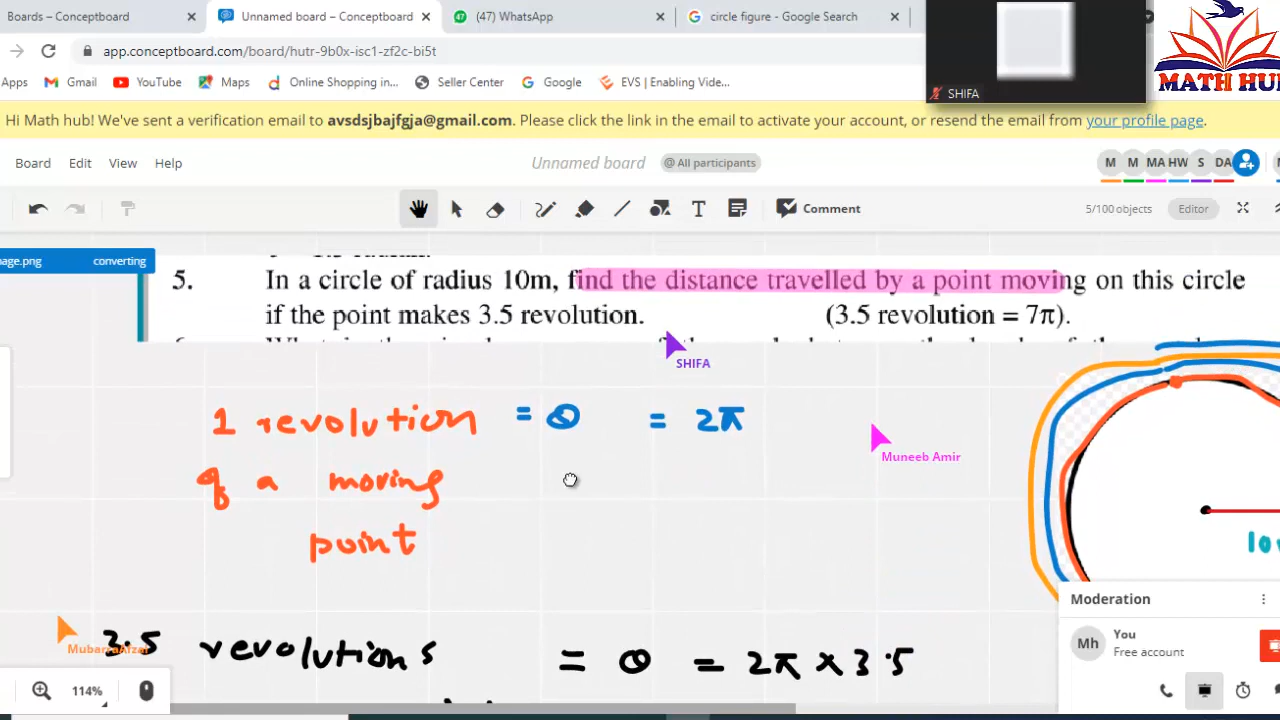 Boards – Conceptboard
Unnamed board – Conceptboard
(47) WhatsApp
circle figure - Google Search
app.conceptboard.com/board/hutr-9b0x-isc1-zf2c-bi5t
SHIFA
MATH HUB
Apps
Gmail
YouTube
Maps
Online Shopping in...
Seller Center
Google
EVS | Enabling Vide...
Hi Math hub! We've sent a verification email to avsdsjbajfgja@gmail.com. Please click the link in the email to activate your account, or resend the email from your profile page.
Board Edit View Help
Unnamed board
@ All participants
M M MA HW S DA
T
Comment
5/100 objects
Editor
image.png
converting
5. In a circle of radius 10m, find the distance travelled by a point moving on this circle
if the point makes 3.5 revolution. (3.5 revolution = 7π).
SHIFA
1 revolution = θ = 2π
of a moving
point
Muneeb Amir
10
3.5 revolutions = θ = 2π × 3.5
MubarzaAfzal
Moderation
Mh
You
Free account
114%